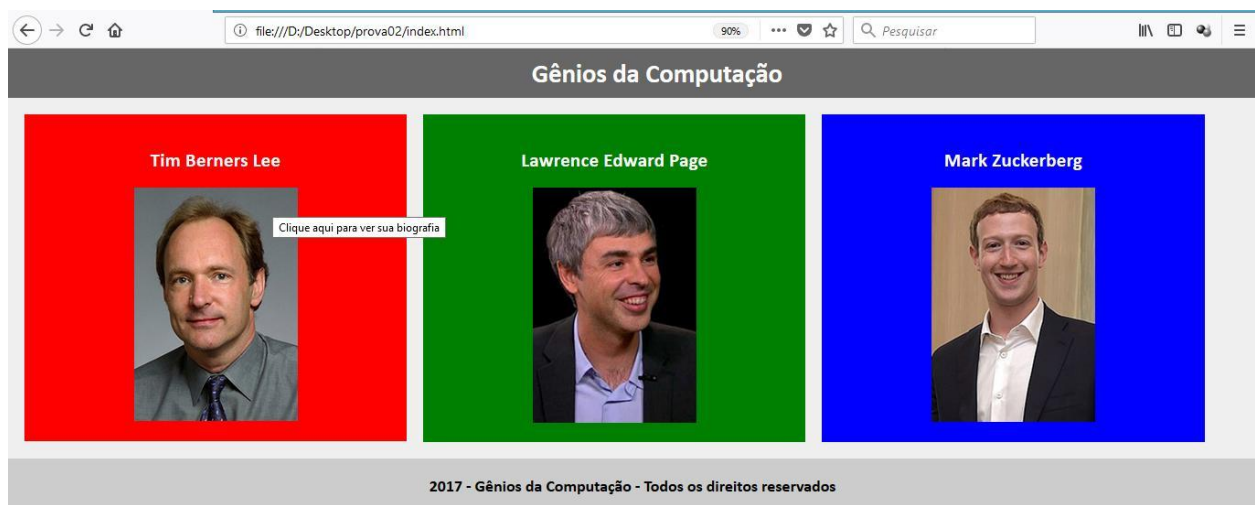 file:///D:/Desktop/prova02/index.html
90%
Pesquisar
Gênios da Computação
Tim Berners Lee
Lawrence Edward Page
Mark Zuckerberg
Clique aqui para ver sua biografia
2017 - Gênios da Computação - Todos os direitos reservados